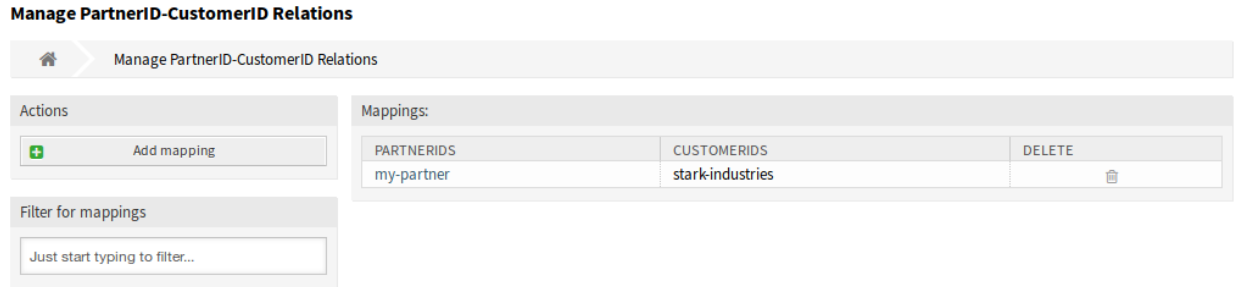 Manage PartnerID-CustomerID Relations
Manage PartnerID-CustomerID Relations
Actions
Add mapping
Filter for mappings
Just start typing to filter...
Mappings:
PARTNERIDS CUSTOMERIDS DELETE
my-partner stark-industries